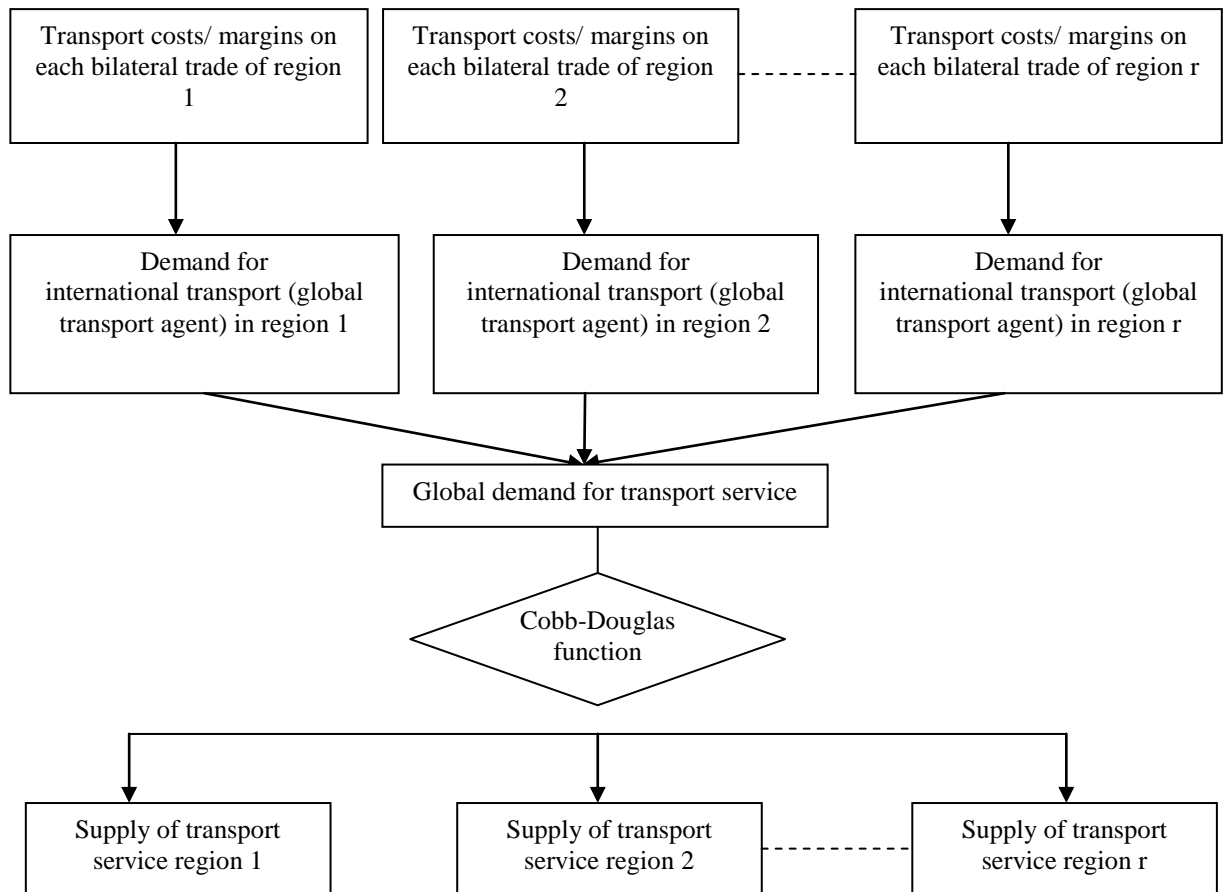 Transport costs/ margins on
each bilateral trade of region
1
Transport costs/ margins on
each bilateral trade of region
2
Transport costs/ margins on
each bilateral trade of region r
Demand for
international transport (global
transport agent) in region 1
Demand for
international transport (global
transport agent) in region 2
Demand for
international transport (global
transport agent) in region r
Global demand for transport service
Cobb-Douglas
function
Supply of transport
service region 1
Supply of transport
service region 2
Supply of transport
service region r